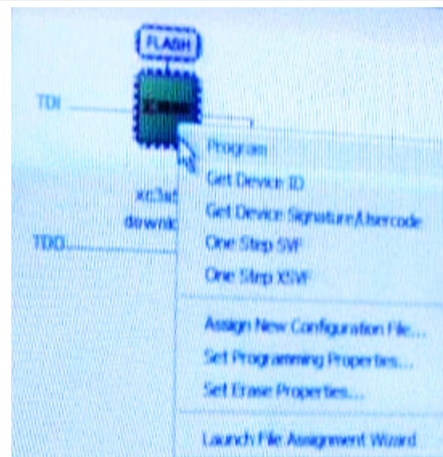 FLASH
TDI
Program
Get Device ID
Get Device Signature/Usercode
One Step SVF
One Step XSVF
TDO
Assign New Configuration File...
Set Programming Properties...
Set Erase Properties...
Launch File Assignment Wizard